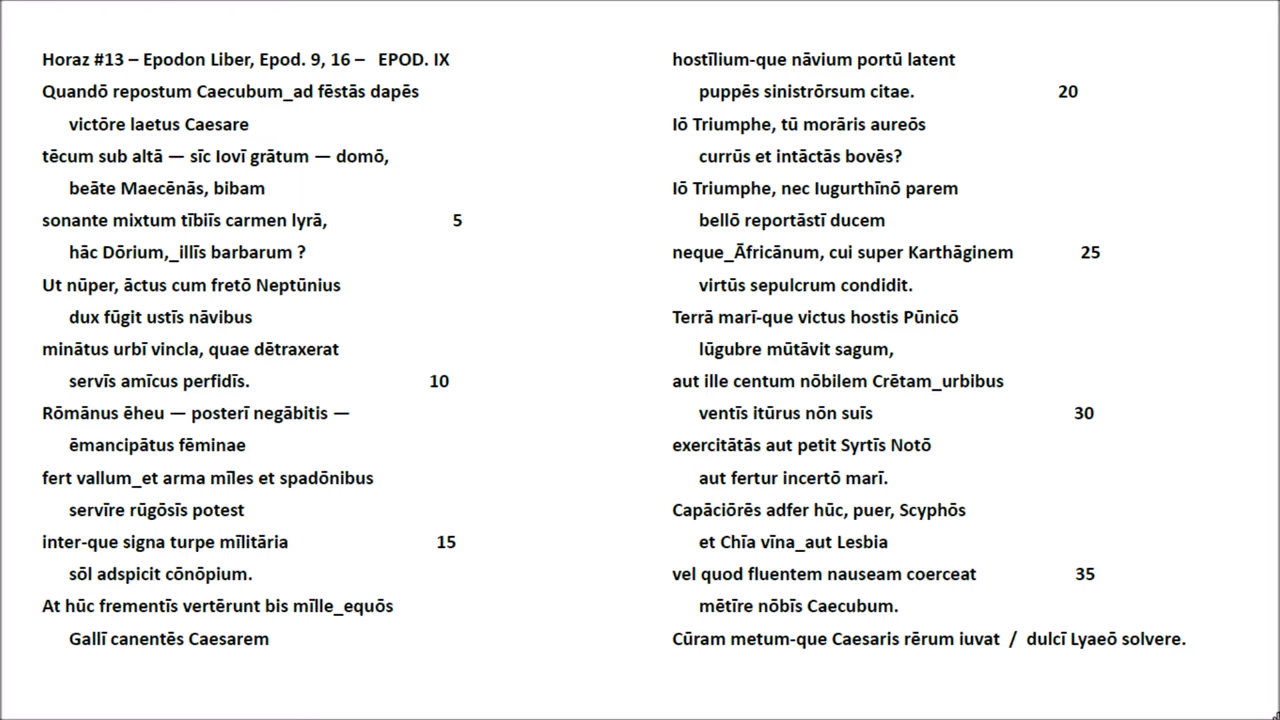 Horaz #13 – Epodon Liber, Epod. 9, 16 – EPOD. IX
Quandō repostum Caecubum_ad fēstās dapēs
victōre laetus Caesare
tēcum sub altā — sīc Iovī grātum — domō,
beāte Maecēnās, bibam
sonante mixtum tībiīs carmen lyrā, 5
hāc Dōrium,_illīs barbarum ?
Ut nūper, āctus cum fretō Neptūnius
dux fūgit ustīs nāvibus
minātus urbī vincla, quae dētraxerat
servīs amīcus perfidīs. 10
Rōmānus ēheu — posterī negābitis —
ēmancipātus fēminae
fert vallum_et arma mīles et spadōnibus
servīre rūgōsīs potest
inter-que signa turpe mīlitāria 15
sōl adspicit cōnōpium.
At hūc frementīs vertērunt bis mīlle_equōs
Gallī canentēs Caesarem
hostīlium-que nāvium portū latent
puppēs sinistrōrsum citae. 20
Iō Triumphe, tū morāris aureōs
currūs et intāctās bovēs?
Iō Triumphe, nec Iugurthīnō parem
bellō reportāstī ducem
neque_Āfricānum, cui super Karthāginem 25
virtūs sepulcrum condidit.
Terrā marī-que victus hostis Pūnicō
lūgubre mūtāvit sagum,
aut ille centum nōbilem Crētam_urbibus
ventīs itūrus nōn suīs 30
exercitātās aut petit Syrtīs Notō
aut fertur incertō marī.
Capāciōrēs adfer hūc, puer, Scyphōs
et Chīa vīna_aut Lesbia
vel quod fluentem nauseam coerceat 35
mētīre nōbīs Caecubum.
Cūram metum-que Caesaris rērum iuvat / dulcī Lyaeō solvere.